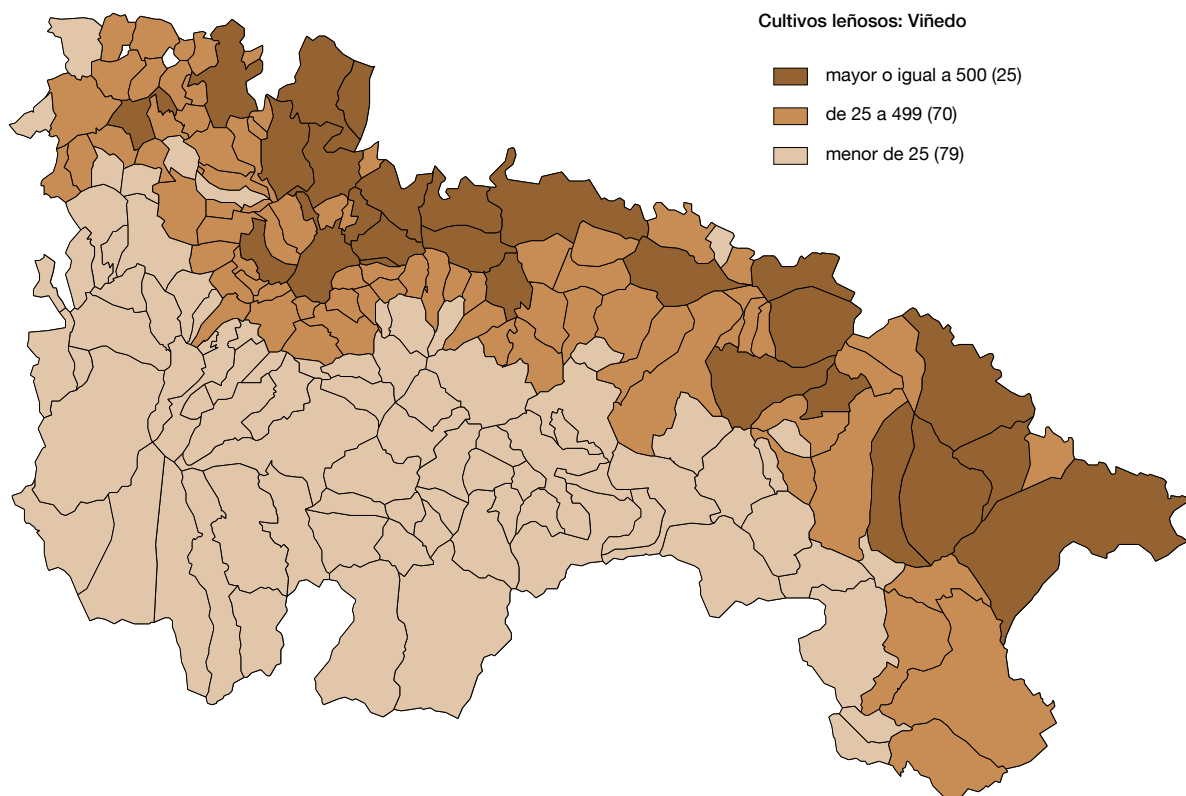 Cultivos leñosos: Viñedo
mayor o igual a 500 (25)
de 25 a 499 (70)
menor de 25 (79)